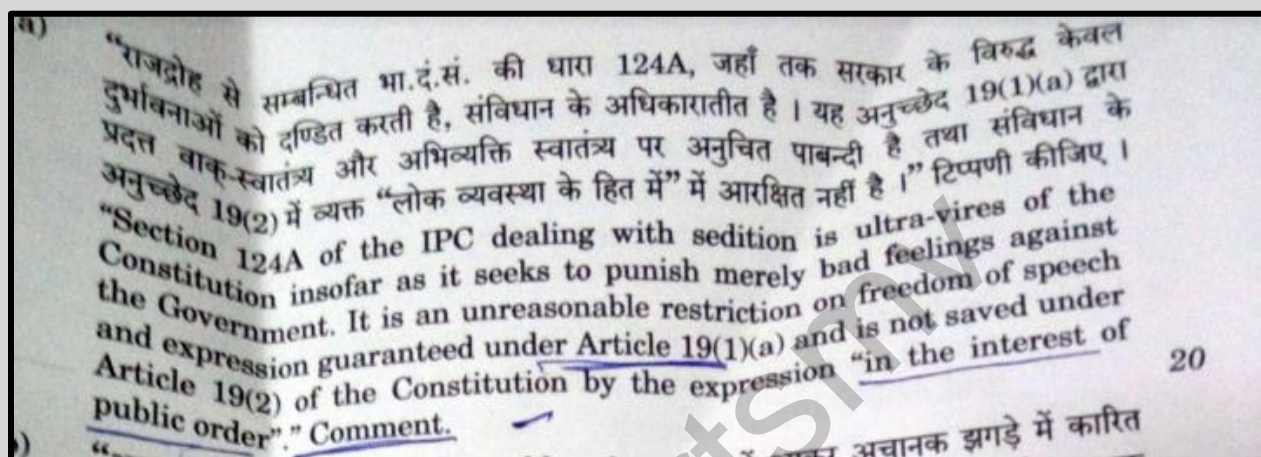 a)
“राजद्रोह से सम्बन्धित भा.दं.सं. की धारा 124A, जहाँ तक सरकार के विरुद्ध केवल
दुर्भावनाओं को दण्डित करती है, संविधान के अधिकारातीत है । यह अनुच्छेद 19(1)(a) द्वारा
प्रदत्त वाक्-स्वातंत्र्य और अभिव्यक्ति स्वातंत्र्य पर अनुचित पाबन्दी है तथा संविधान के
अनुच्छेद 19(2) में व्यक्त “लोक व्यवस्था के हित में” में आरक्षित नहीं है ।” टिप्पणी कीजिए ।
“Section 124A of the IPC dealing with sedition is ultra-vires of the
Constitution insofar as it seeks to punish merely bad feelings against
the Government. It is an unreasonable restriction on freedom of speech
and expression guaranteed under Article 19(1)(a) and is not saved under
Article 19(2) of the Constitution by the expression “in the interest of
public order”.” Comment.
20
अचानक झगड़े में कारित